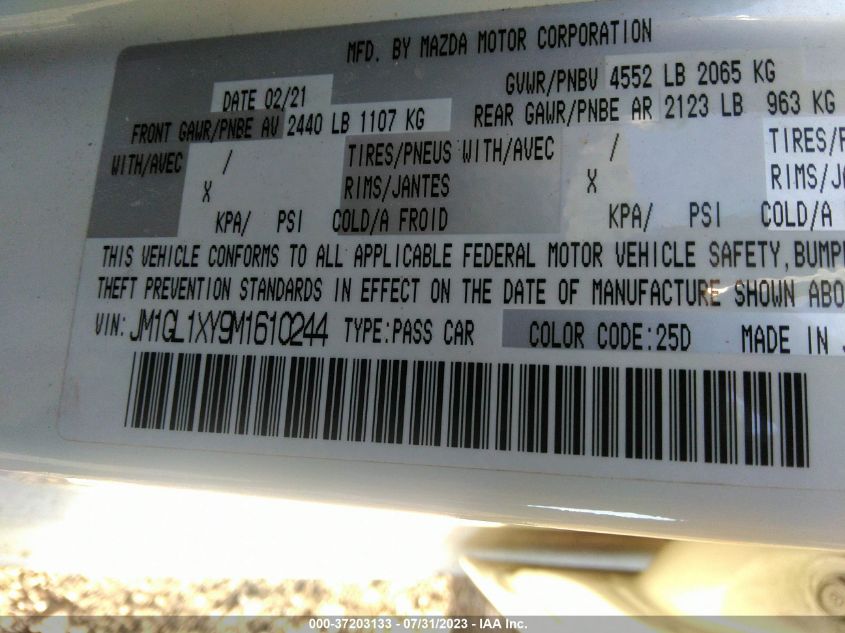 MFD. BY MAZDA MOTOR CORPORATION
DATE 02/21 GVWR/PNBV 4552 LB 2065 KG
FRONT GAWR/PNBE AV 2440 LB 1107 KG REAR GAWR/PNBE AR 2123 LB 963 KG
WITH/AVEC / TIRES/PNEUS WITH/AVEC / TIRES/P
X RIMS/JANTES X RIMS/JA
KPA/ PSI COLD/A FROID KPA/ PSI COLD/A
THIS VEHICLE CONFORMS TO ALL APPLICABLE FEDERAL MOTOR VEHICLE SAFETY, BUMP
THEFT PREVENTION STANDARDS IN EFFECT ON THE DATE OF MANUFACTURE SHOWN ABO
VIN: JM1GL1XY9M1610244 TYPE:PASS CAR COLOR CODE:25D MADE IN J
000-37203133 - 07/31/2023 - IAA Inc.